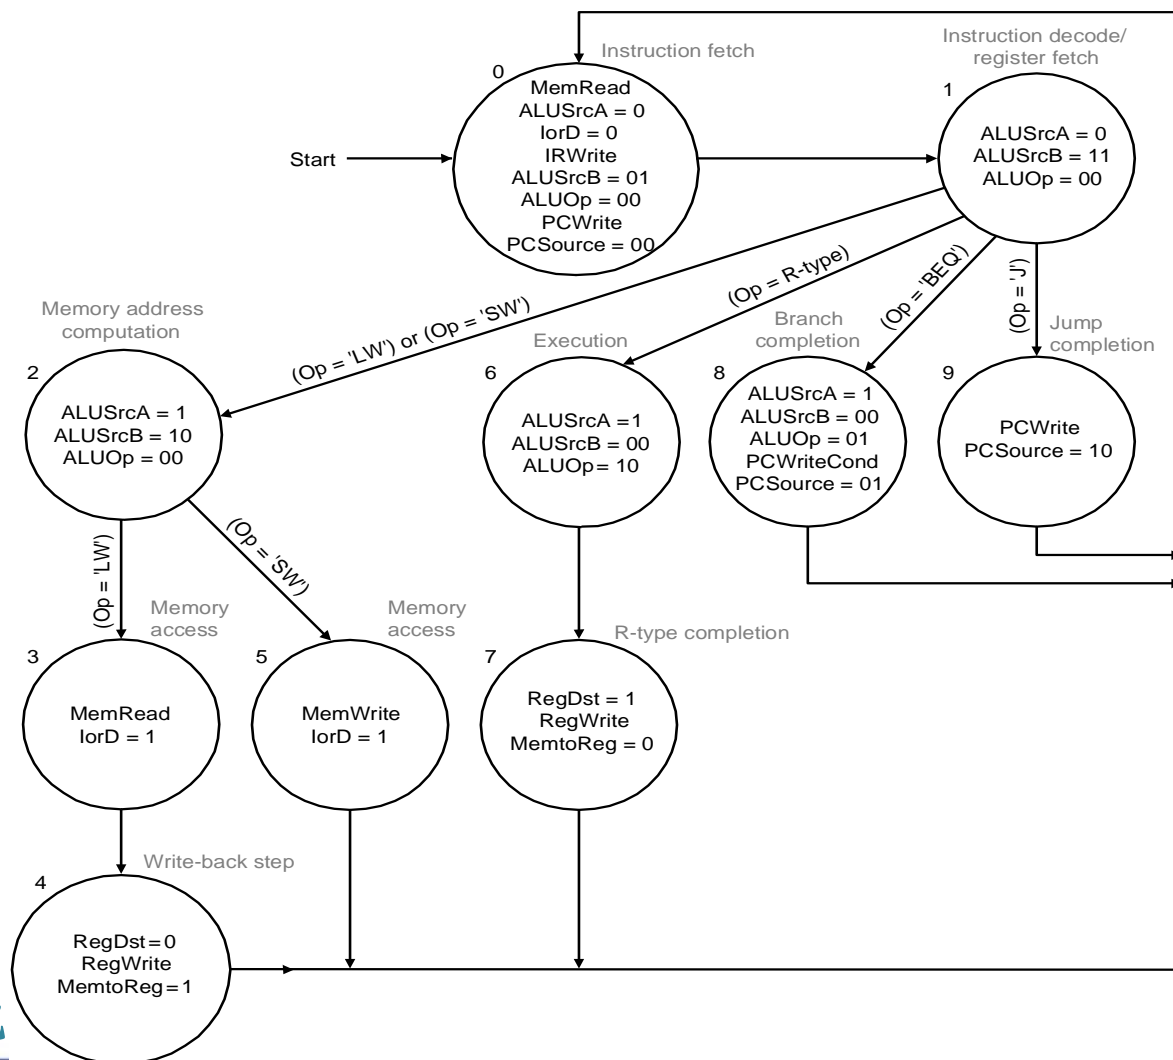 Instruction fetch
0
MemRead
ALUSrcA = 0
IorD = 0
IRWrite
ALUSrcB = 01
ALUOp = 00
PCWrite
PCSource = 00
Start
Instruction decode/
register fetch
1
ALUSrcA = 0
ALUSrcB = 11
ALUOp = 00
(Op = 'LW') or (Op = 'SW')
(Op = R-type)
(Op = 'BEQ')
(Op = 'J')
Memory address
computation
2
ALUSrcA = 1
ALUSrcB = 10
ALUOp = 00
Execution
6
ALUSrcA =1
ALUSrcB = 00
ALUOp= 10
Branch
completion
8
ALUSrcA = 1
ALUSrcB = 00
ALUOp = 01
PCWriteCond
PCSource = 01
Jump
completion
9
PCWrite
PCSource = 10
(Op = 'LW')
(Op = 'SW')
Memory
access
3
MemRead
IorD = 1
Memory
access
5
MemWrite
IorD = 1
R-type completion
7
RegDst = 1
RegWrite
MemtoReg = 0
Write-back step
4
RegDst=0
RegWrite
MemtoReg=1